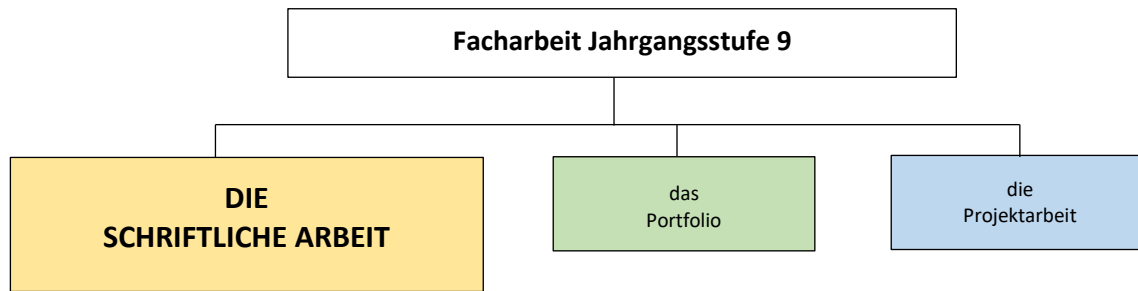 Facharbeit Jahrgangsstufe 9
DIE
SCHRIFTLICHE ARBEIT
das
Portfolio
die
Projektarbeit